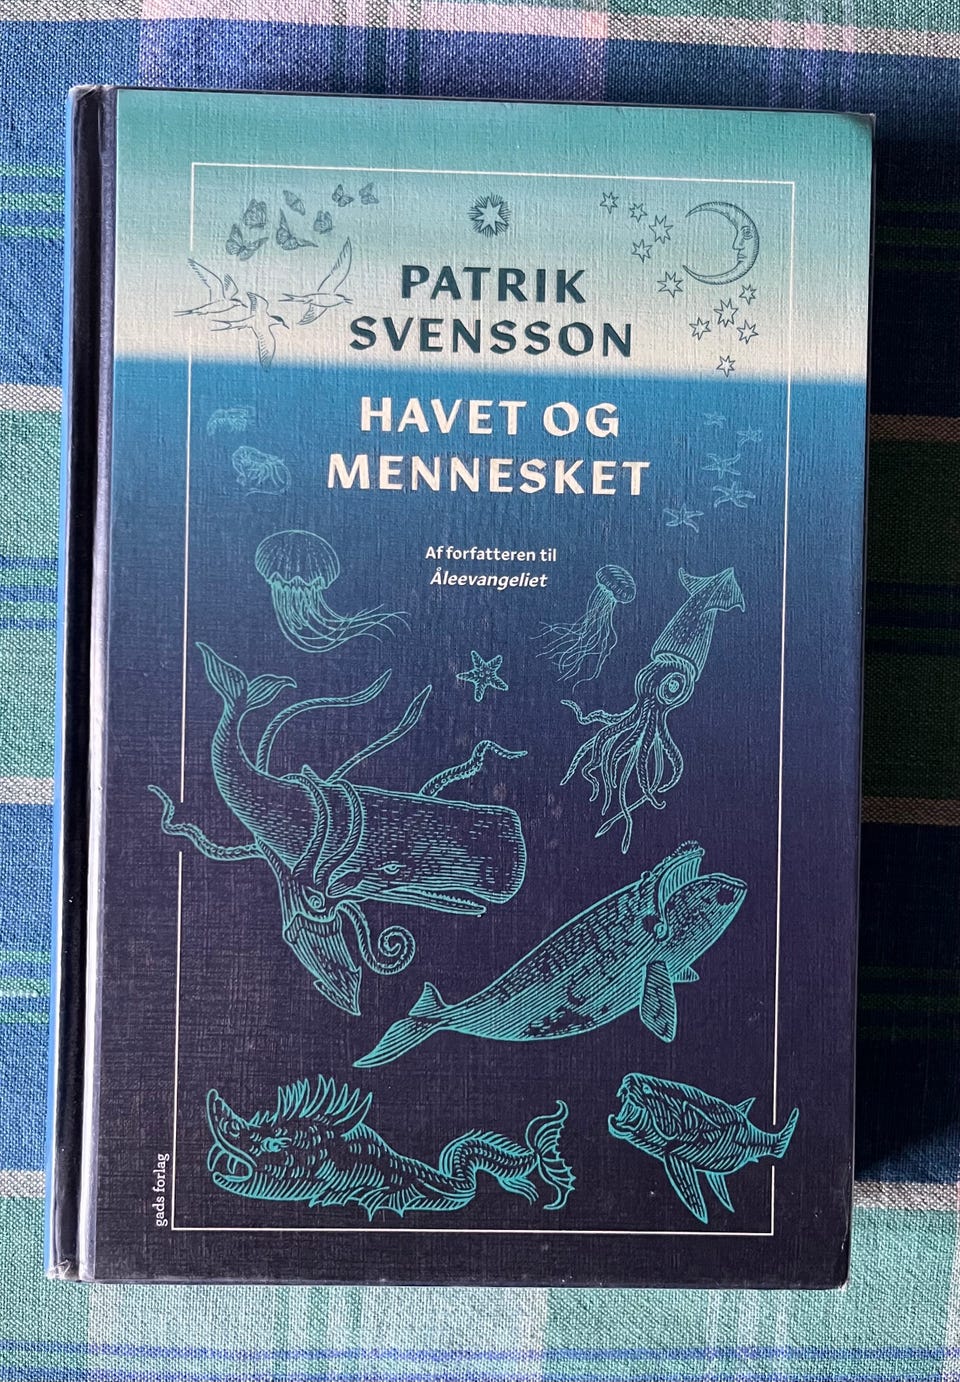 PATRIK
SVENSSON
HAVET OG
MENNESKET
Af forfatteren til
Åleevangeliet
gads forlag